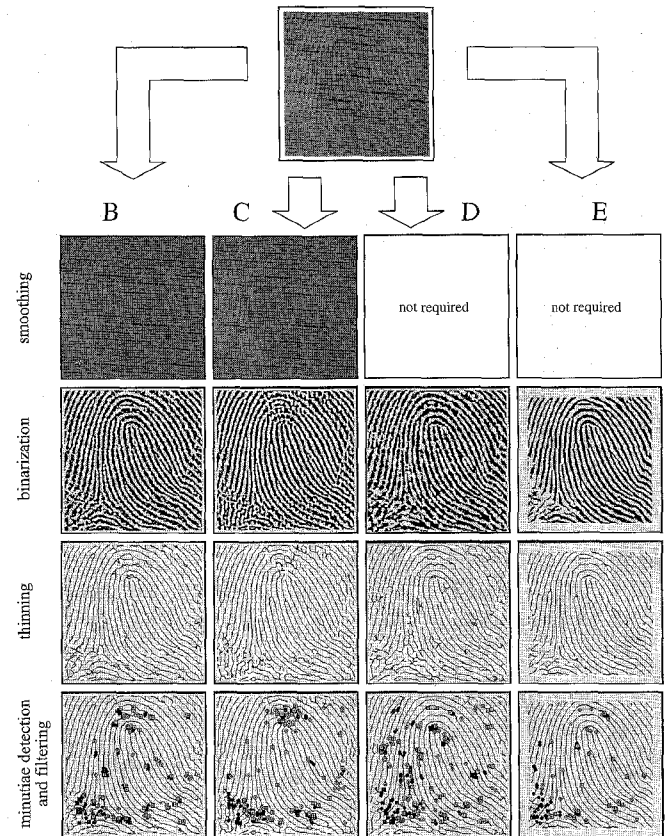 B C D E
smoothing
not required
not required
binarization
thinning
minutiae detection
and filtering